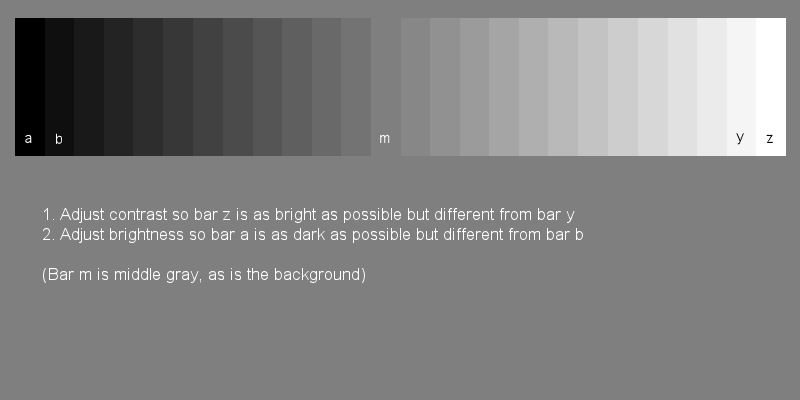 a b m y z
1. Adjust contrast so bar z is as bright as possible but different from bar y
2. Adjust brightness so bar a is as dark as possible but different from bar b
(Bar m is middle gray, as is the background)